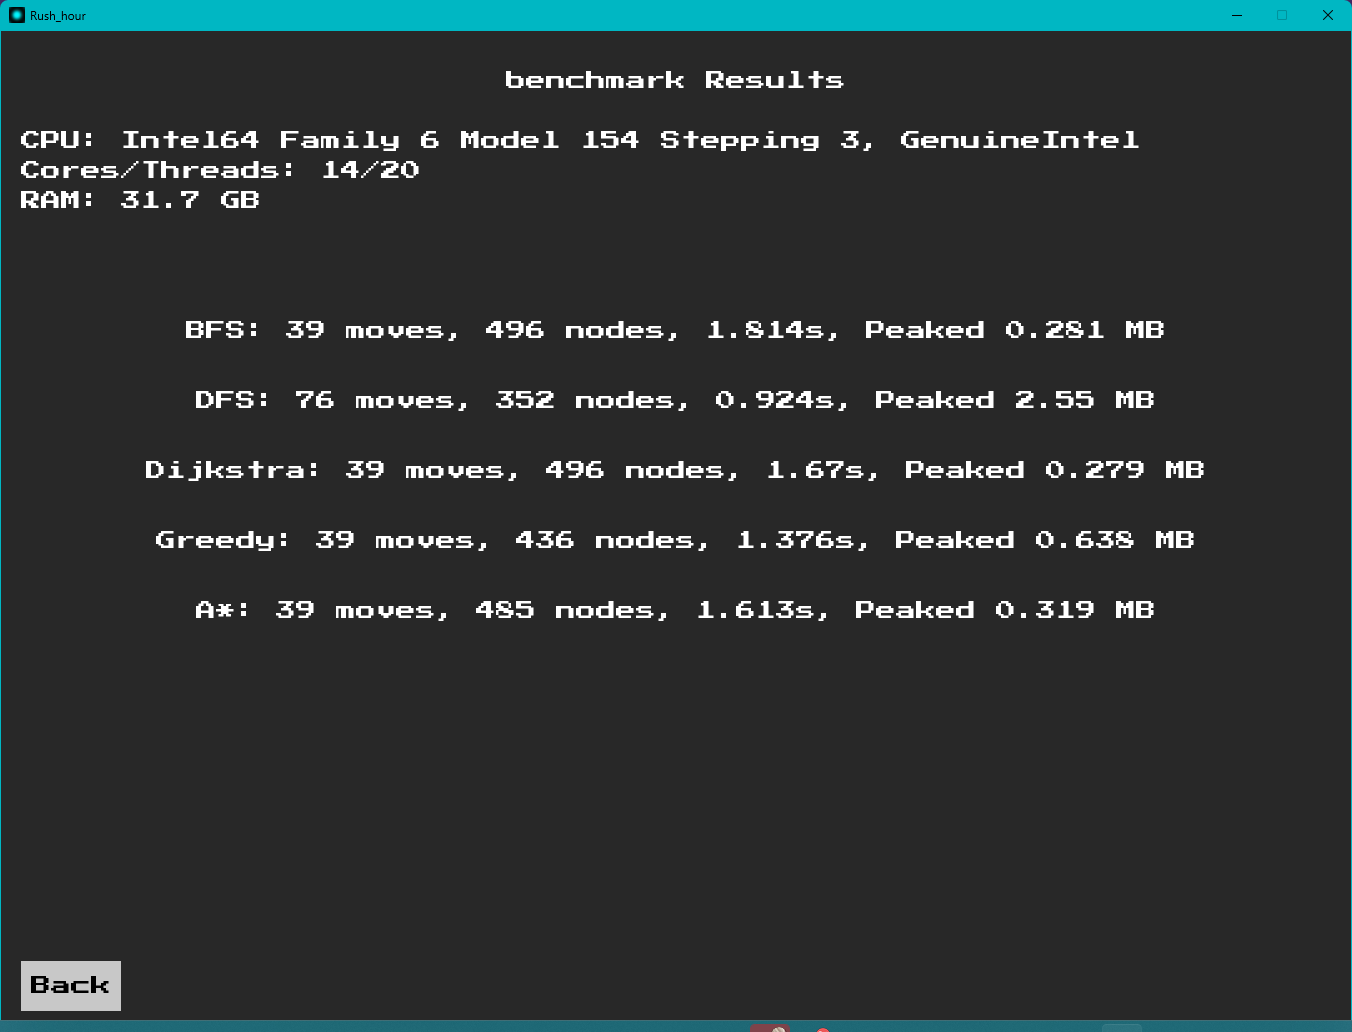 Rush_hour
benchmark Results
CPU: Intel64 Family 6 Model 154 Stepping 3, GenuineIntel
Cores/Threads: 14/20
RAM: 31.7 GB
BFS: 39 moves, 496 nodes, 1.814s, Peaked 0.281 MB
DFS: 76 moves, 352 nodes, 0.924s, Peaked 2.55 MB
Dijkstra: 39 moves, 496 nodes, 1.67s, Peaked 0.279 MB
Greedy: 39 moves, 436 nodes, 1.376s, Peaked 0.638 MB
A*: 39 moves, 485 nodes, 1.613s, Peaked 0.319 MB
Back